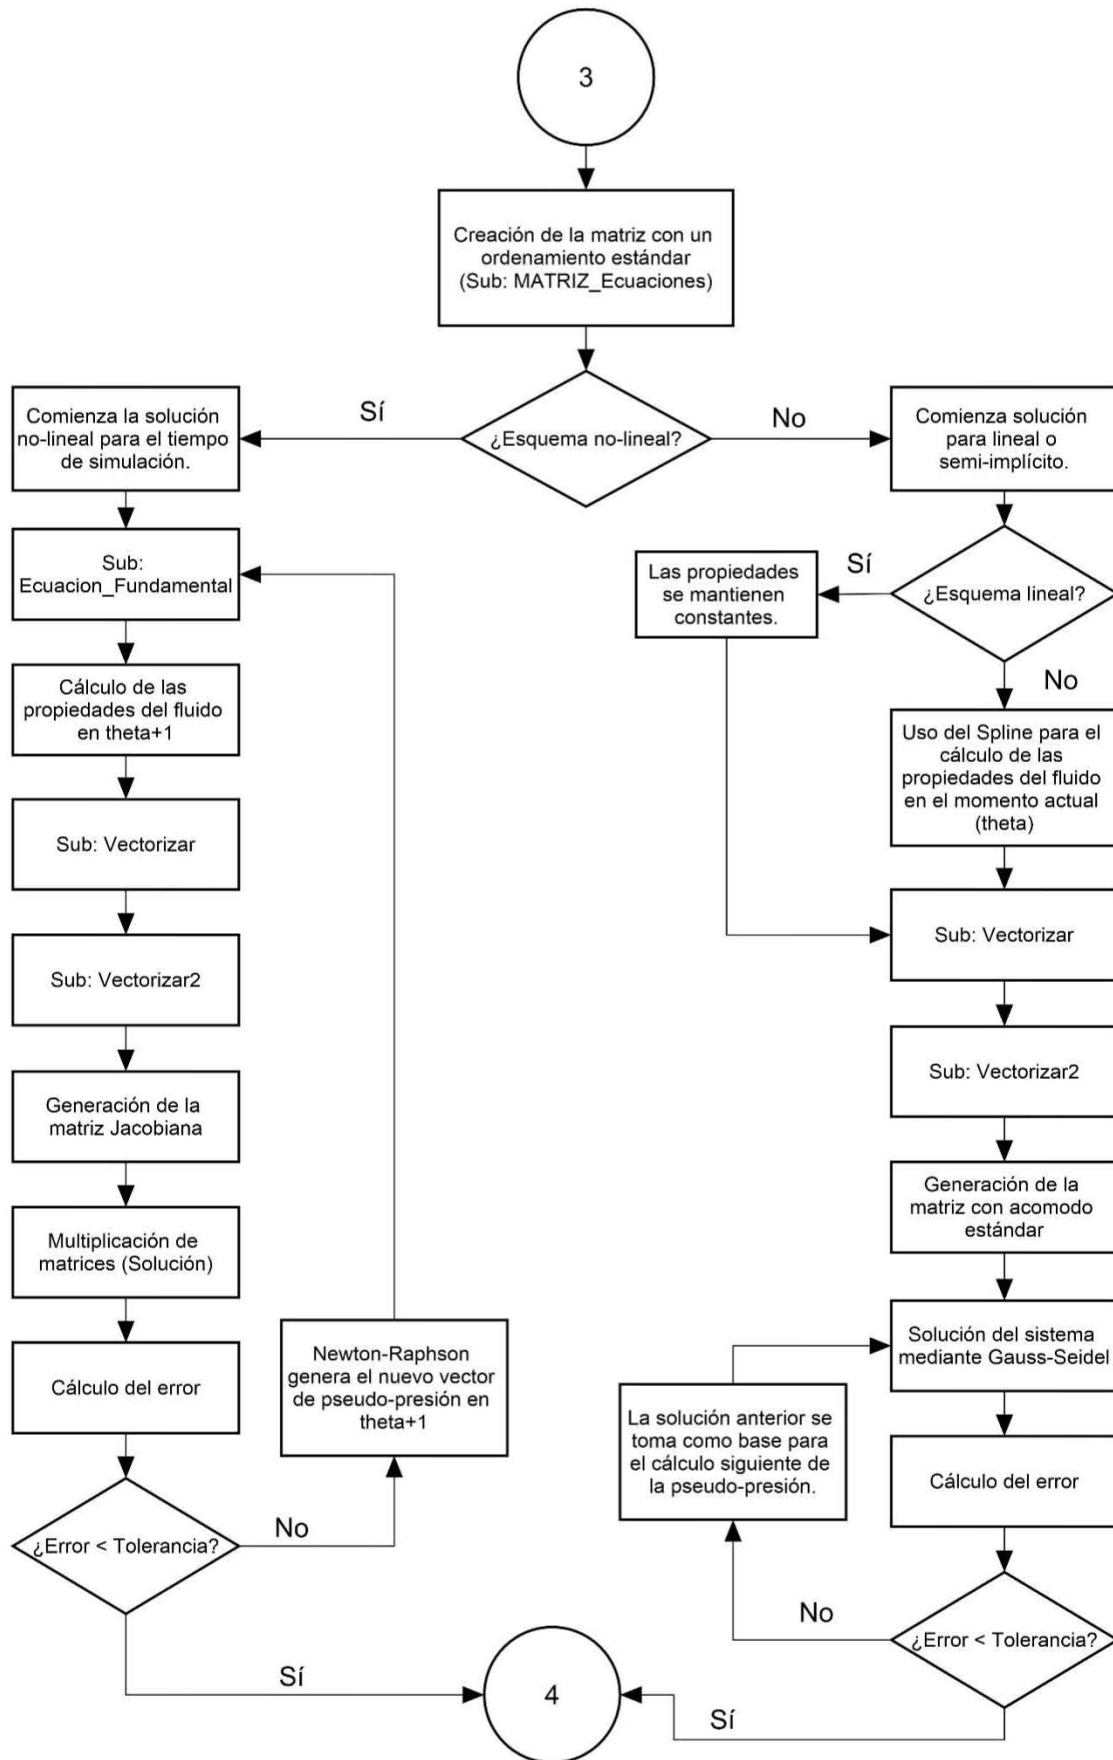 3
Creación de la matriz con un
ordenamiento estándar
(Sub: MATRIZ_Ecuaciones)
¿Esquema no-lineal?
Sí
No
Comienza la solución
no-lineal para el tiempo
de simulación.
Sub:
Ecuacion_Fundamental
Cálculo de las
propiedades del fluido
en theta+1
Sub: Vectorizar
Sub: Vectorizar2
Generación de la
matriz Jacobiana
Multiplicación de
matrices (Solución)
Cálculo del error
¿Error < Tolerancia?
No
Newton-Raphson
genera el nuevo vector
de pseudo-presión en
theta+1
Sí
Comienza solución
para lineal o
semi-implícito.
¿Esquema lineal?
Sí
Las propiedades
se mantienen
constantes.
No
Uso del Spline para el
cálculo de las
propiedades del fluido
en el momento actual
(theta)
Sub: Vectorizar
Sub: Vectorizar2
Generación de la
matriz con acomodo
estándar
Solución del sistema
mediante Gauss-Seidel
Cálculo del error
¿Error < Tolerancia?
No
La solución anterior se
toma como base para
el cálculo siguiente de
la pseudo-presión.
Sí
4